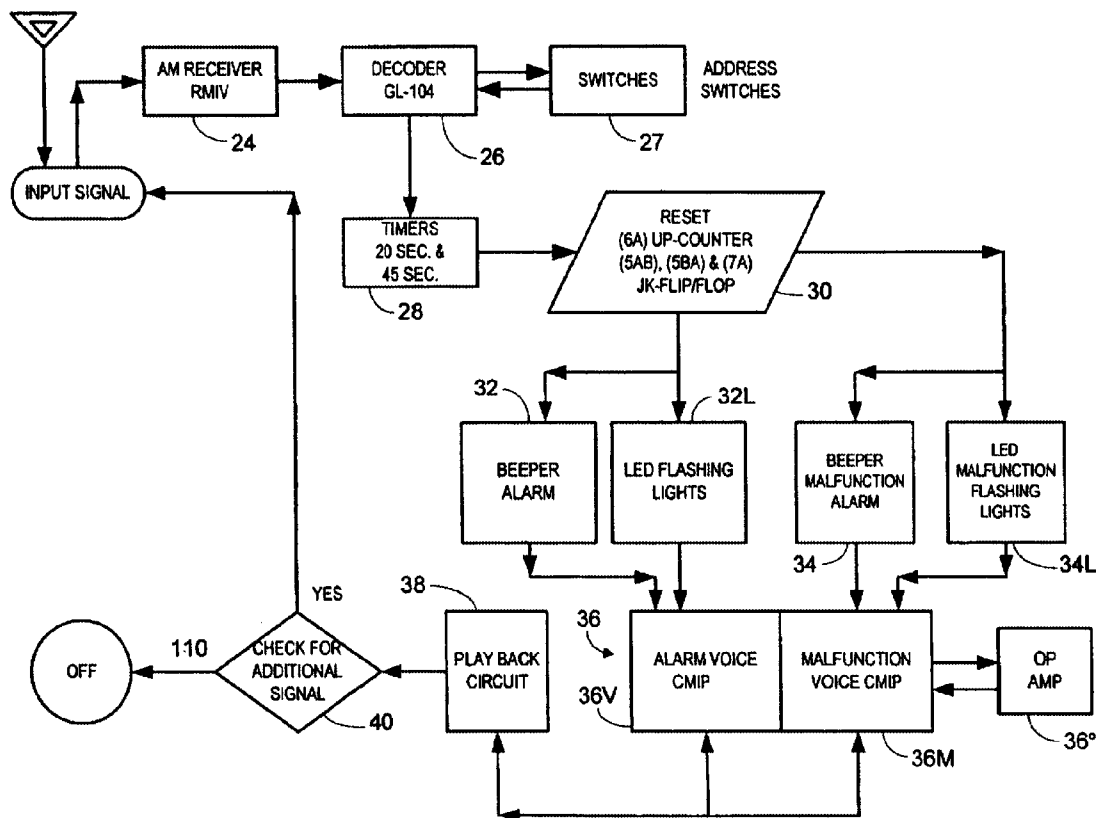 AM RECEIVER
RMIV
24
DECODER
GL-104
26
SWITCHES
27
ADDRESS
SWITCHES
INPUT SIGNAL
TIMERS
20 SEC. &
45 SEC.
28
RESET
(6A) UP-COUNTER
(5AB), (5BA) & (7A)
JK-FLIP/FLOP
30
32
BEEPER
ALARM
32L
LED FLASHING
LIGHTS
BEEPER
MALFUNCTION
ALARM
34
LED
MALFUNCTION
FLASHING
LIGHTS
34L
YES
OFF
110
CHECK FOR
ADDITIONAL
SIGNAL
40
38
PLAY BACK
CIRCUIT
36
36V
ALARM VOICE
CMIP
MALFUNCTION
VOICE CMIP
36M
OP
AMP
36°